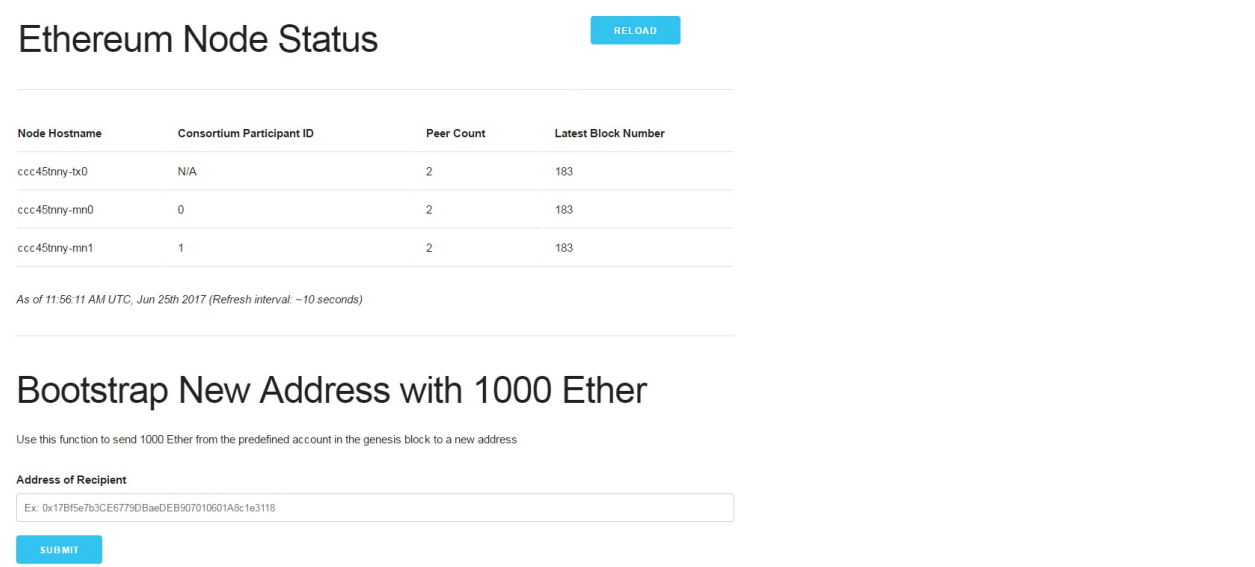 Ethereum Node Status
RELOAD
Node Hostname Consortium Participant ID Peer Count Latest Block Number
ccc45tnny-tx0 N/A 2 183
ccc45tnny-mn0 0 2 183
ccc45tnny-mn1 1 2 183
As of 11:56:11 AM UTC, Jun 25th 2017 (Refresh interval: ~10 seconds)
Bootstrap New Address with 1000 Ether
Use this function to send 1000 Ether from the predefined account in the genesis block to a new address
Address of Recipient
Ex: 0x17Bf5e7b3CE6779DBaeDEB907010601A8c1e3118
SUBMIT